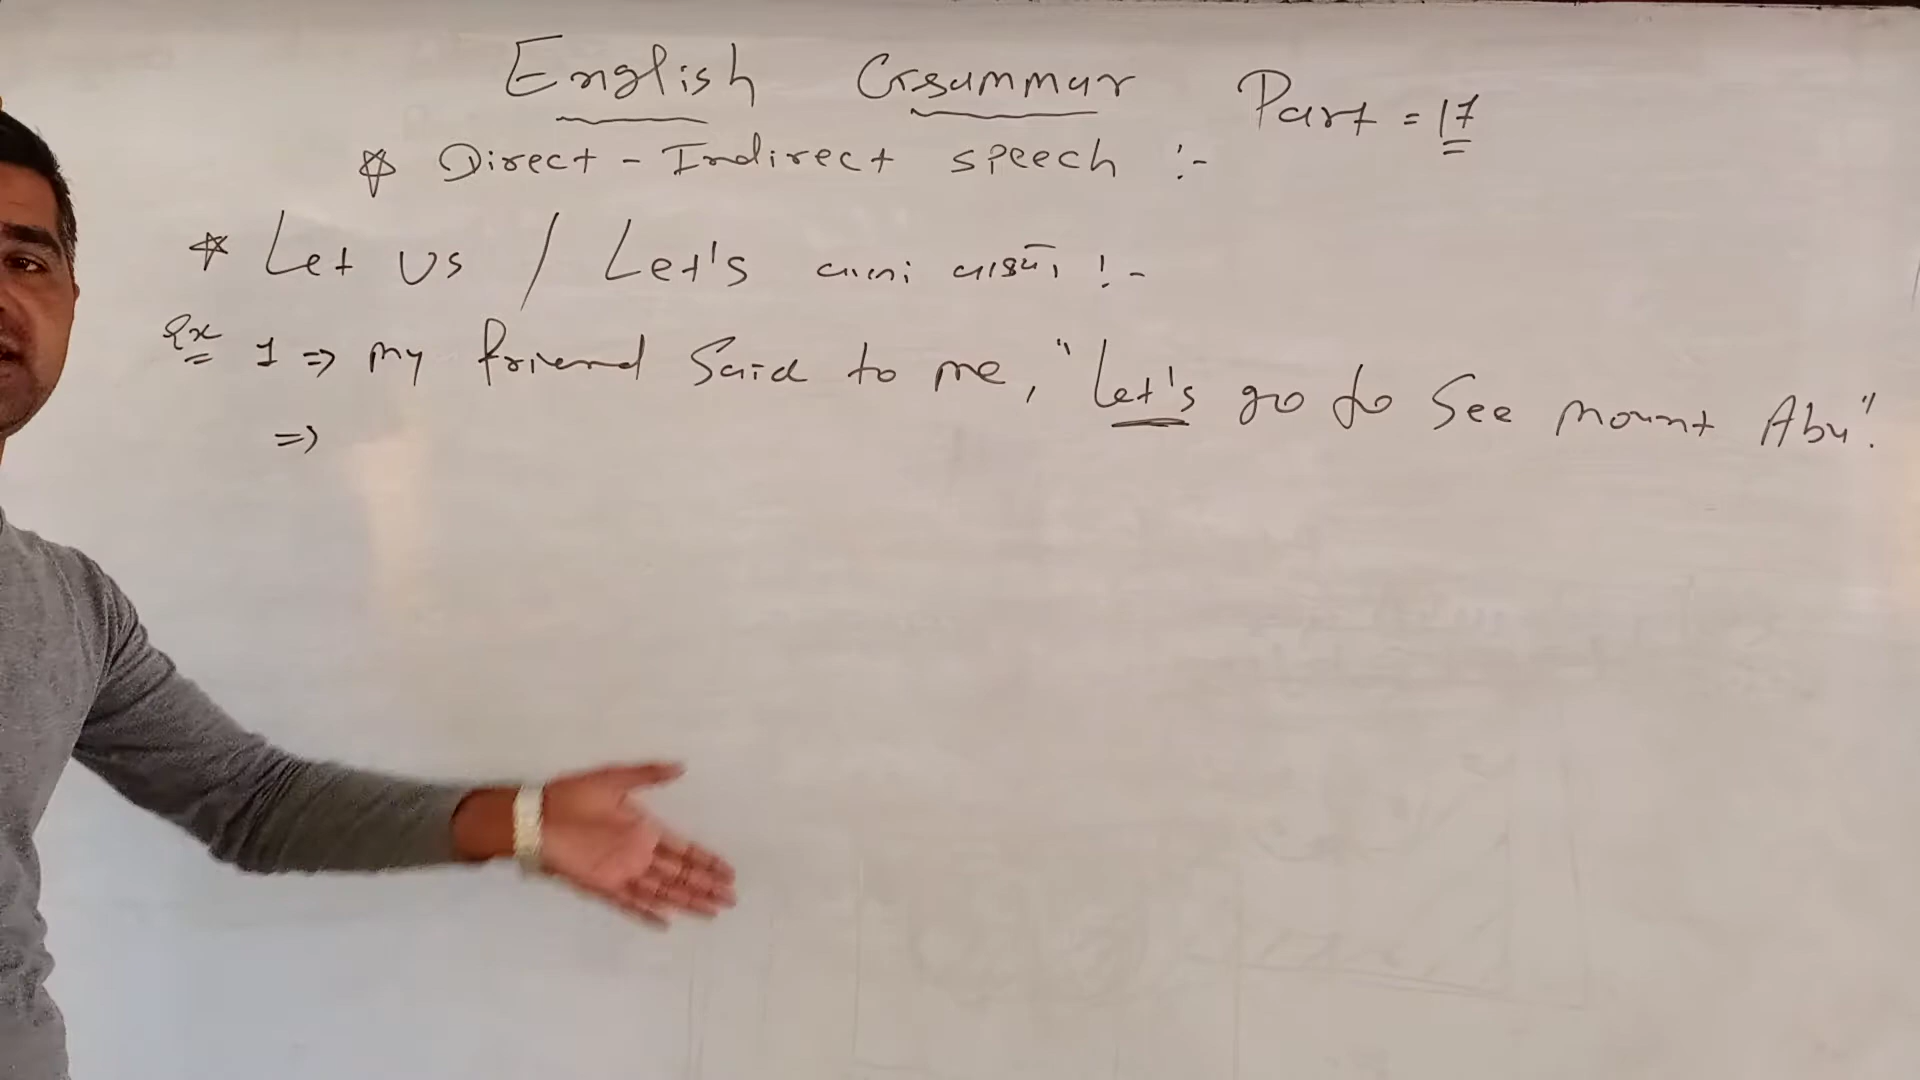 English Grammar Part = 17
☆ Direct - Indirect speech :-
☆ Let us / Let's વાળાં વાક્યો :-
Ex 1 ⇒ My friend Said to me, "Let's go to See mount Abu".
⇒